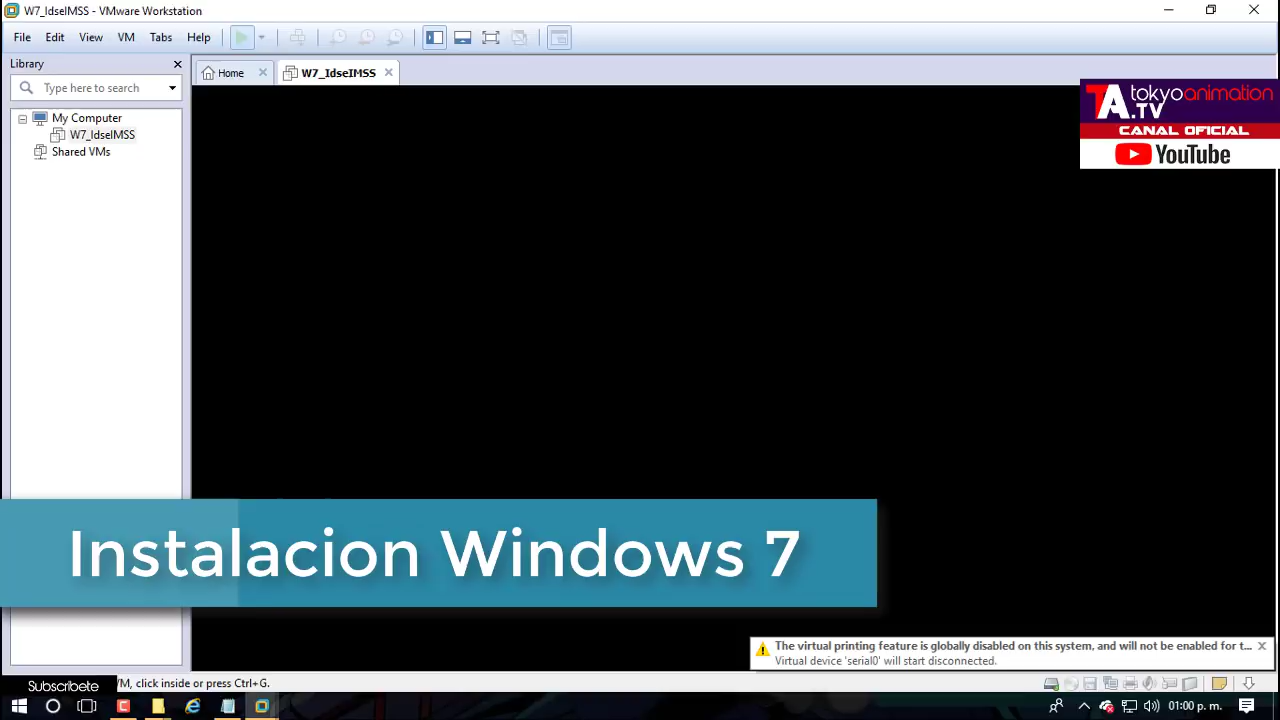 W7_IdseIMSS - VMware Workstation
File Edit View VM Tabs Help
Library
Type here to search
Home
W7_IdseIMSS
My Computer
W7_IdseIMSS
Shared VMs
TA.TV tokyoanimation
CANAL OFICIAL
YouTube
Instalacion Windows 7
The virtual printing feature is globally disabled on this system, and will not be enabled for t...
Virtual device 'serial0' will start disconnected.
Subscribete
VM, click inside or press Ctrl+G.
01:00 p. m.